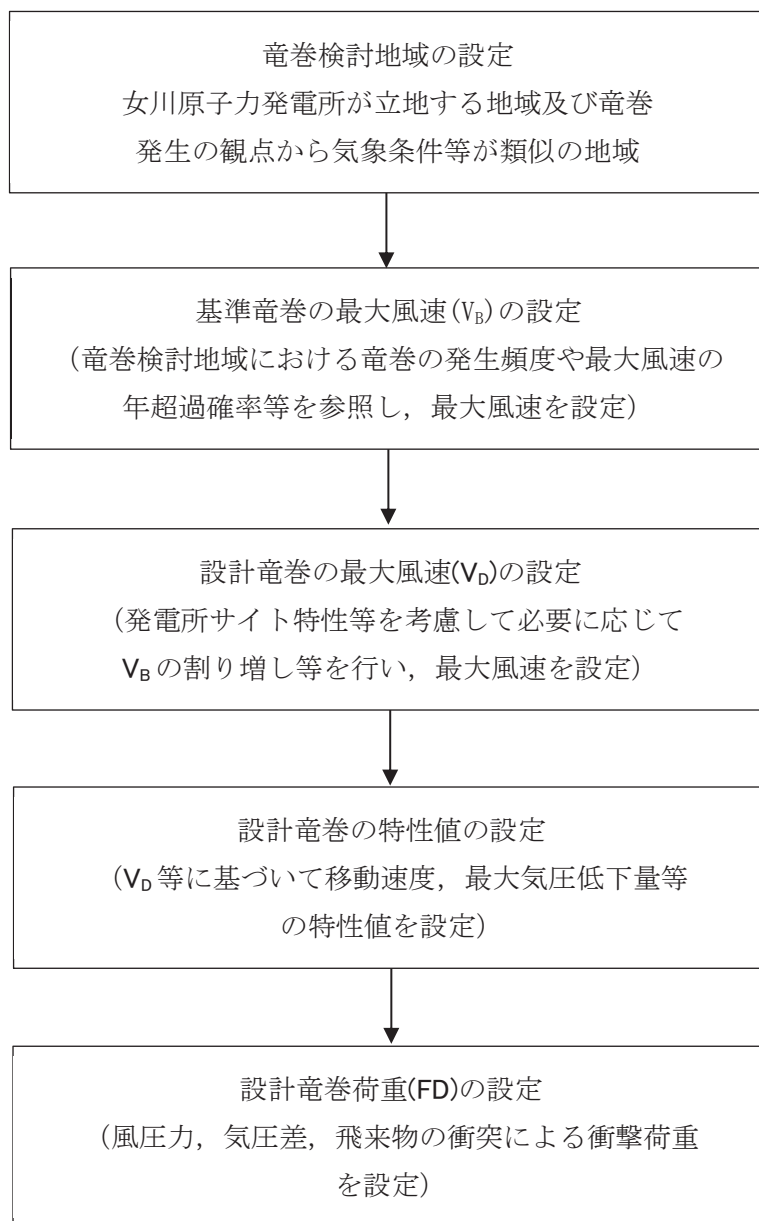 竜巻検討地域の設定
女川原子力発電所が立地する地域及び竜巻
発生の観点から気象条件等が類似の地域
基準竜巻の最大風速(VB)の設定
(竜巻検討地域における竜巻の発生頻度や最大風速の
年超過確率等を参照し，最大風速を設定)
設計竜巻の最大風速(VD)の設定
(発電所サイト特性等を考慮して必要に応じて
VBの割り増し等を行い，最大風速を設定)
設計竜巻の特性値の設定
(VD等に基づいて移動速度，最大気圧低下量等
の特性値を設定)
設計竜巻荷重(FD)の設定
(風圧力，気圧差，飛来物の衝突による衝撃荷重
を設定)